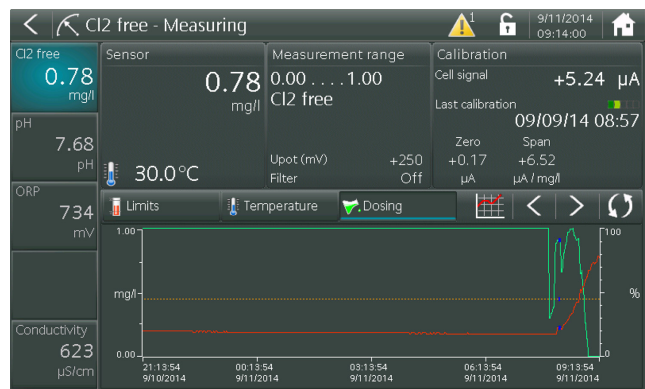 Cl2 free - Measuring
1
9/11/2014
09:14:00
Cl2 free
0.78
mg/l
pH
7.68
pH
ORP
734
mV
Conductivity
623
µS/cm
Sensor
0.78
mg/l
30.0°C
Measurement range
0.00 . . . . 1.00
Cl2 free
Upot (mV) +250
Filter Off
Calibration
Cell signal +5.24 µA
Last calibration
09/09/14 08:57
Zero Span
+0.17 +6.52
µA µA / mg/l
Limits Temperature Dosing
1.00 100
mg/l %
0.00 0
21:13:54 00:13:54 03:13:54 06:13:54 09:13:54
9/10/2014 9/11/2014 9/11/2014 9/11/2014 9/11/2014